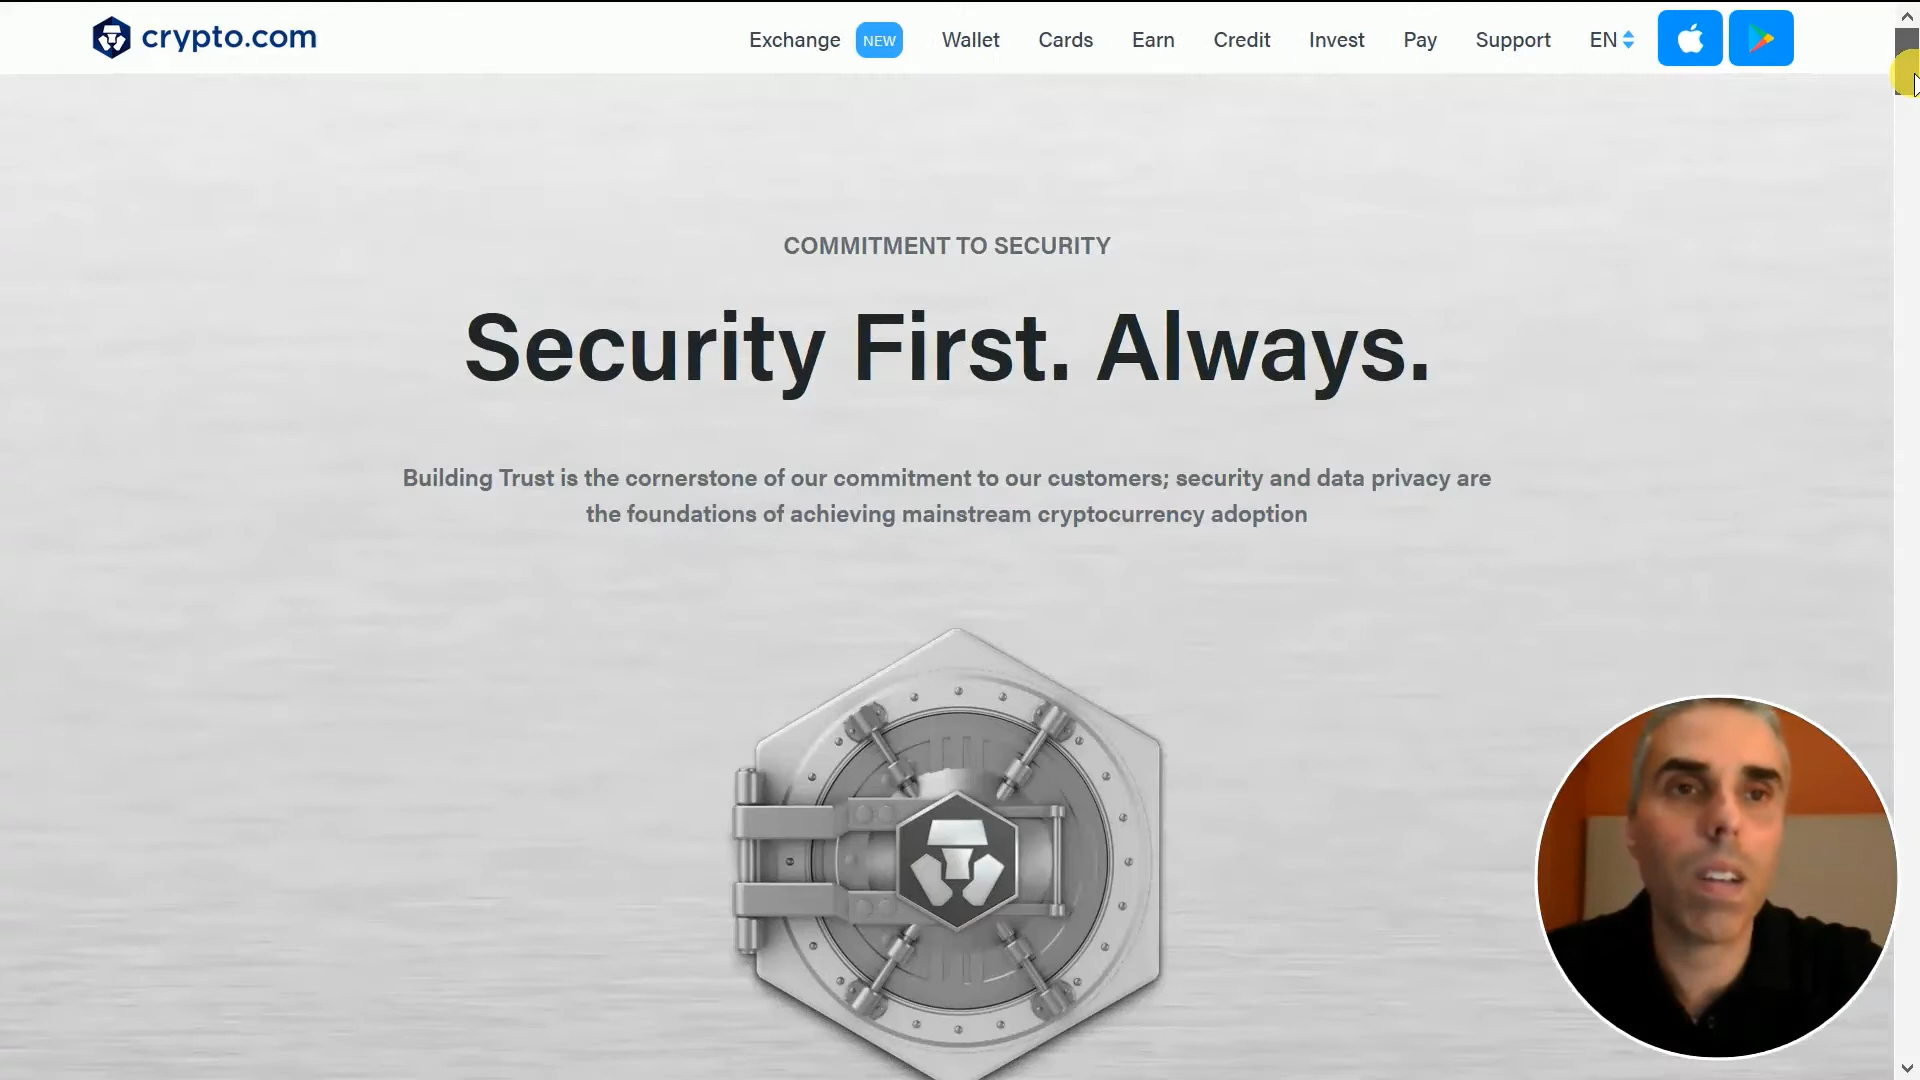 crypto.com
Exchange NEW Wallet Cards Earn Credit Invest Pay Support EN
COMMITMENT TO SECURITY
Security First. Always.
Building Trust is the cornerstone of our commitment to our customers; security and data privacy are
the foundations of achieving mainstream cryptocurrency adoption